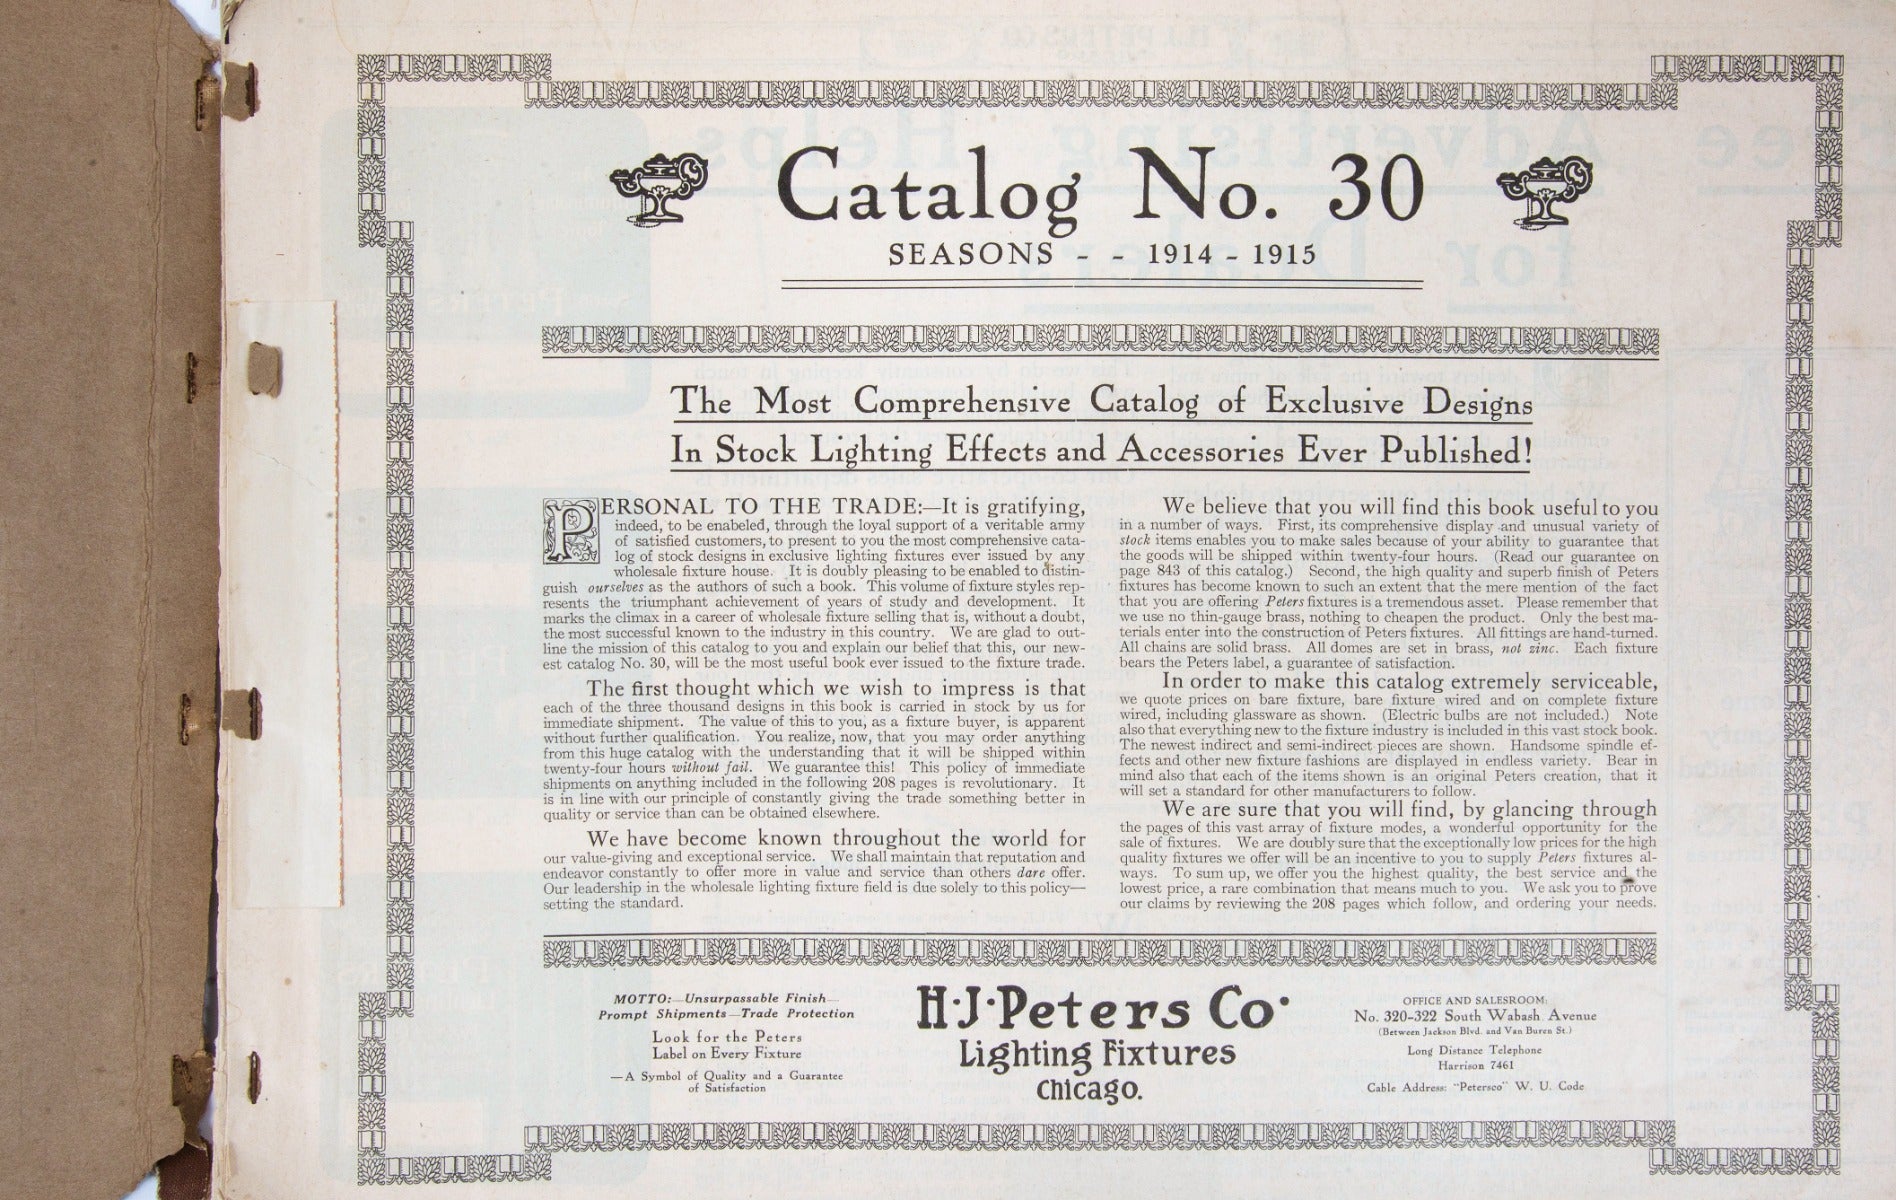 Catalog No. 30
SEASONS - - 1914 - 1915
The Most Comprehensive Catalog of Exclusive Designs
In Stock Lighting Effects and Accessories Ever Published!
PERSONAL TO THE TRADE:—It is gratifying,
indeed, to be enabeled, through the loyal support of a veritable army
of satisfied customers, to present to you the most comprehensive cata-
log of stock designs in exclusive lighting fixtures ever issued by any
wholesale fixture house. It is doubly pleasing to be enabled to distin-
guish ourselves as the authors of such a book. This volume of fixture styles rep-
resents the triumphant achievement of years of study and development. It
marks the climax in a career of wholesale fixture selling that is, without a doubt,
the most successful known to the industry in this country. We are glad to out-
line the mission of this catalog to you and explain our belief that this, our new-
est catalog No. 30, will be the most useful book ever issued to the fixture trade.
The first thought which we wish to impress is that
each of the three thousand designs in this book is carried in stock by us for
immediate shipment. The value of this to you, as a fixture buyer, is apparent
without further qualification. You realize, now, that you may order anything
from this huge catalog with the understanding that it will be shipped within
twenty-four hours without fail. We guarantee this! This policy of immediate
shipments on anything included in the following 208 pages is revolutionary. It
is in line with our principle of constantly giving the trade something better in
quality or service than can be obtained elsewhere.
We have become known throughout the world for
our value-giving and exceptional service. We shall maintain that reputation and
endeavor constantly to offer more in value and service than others dare offer.
Our leadership in the wholesale lighting fixture field is due solely to this policy—
setting the standard.
We believe that you will find this book useful to you
in a number of ways. First, its comprehensive display and unusual variety of
stock items enables you to make sales because of your ability to guarantee that
the goods will be shipped within twenty-four hours. (Read our guarantee on
page 843 of this catalog.) Second, the high quality and superb finish of Peters
fixtures has become known to such an extent that the mere mention of the fact
that you are offering Peters fixtures is a tremendous asset. Please remember that
we use no thin-gauge brass, nothing to cheapen the product. Only the best ma-
terials enter into the construction of Peters fixtures. All fittings are hand-turned.
All chains are solid brass. All domes are set in brass, not zinc. Each fixture
bears the Peters label, a guarantee of satisfaction.
In order to make this catalog extremely serviceable,
we quote prices on bare fixture, bare fixture wired and on complete fixture
wired, including glassware as shown. (Electric bulbs are not included.) Note
also that everything new to the fixture industry is included in this vast stock book.
The newest indirect and semi-indirect pieces are shown. Handsome spindle ef-
fects and other new fixture fashions are displayed in endless variety. Bear in
mind also that each of the items shown is an original Peters creation, that it
will set a standard for other manufacturers to follow.
We are sure that you will find, by glancing through
the pages of this vast array of fixture modes, a wonderful opportunity for the
sale of fixtures. We are doubly sure that the exceptionally low prices for the high
quality fixtures we offer will be an incentive to you to supply Peters fixtures al-
ways. To sum up, we offer you the highest quality, the best service and the
lowest price, a rare combination that means much to you. We ask you to prove
our claims by reviewing the 208 pages which follow, and ordering your needs.
MOTTO:—Unsurpassable Finish—
Prompt Shipments—Trade Protection
Look for the Peters
Label on Every Fixture
—A Symbol of Quality and a Guarantee
of Satisfaction
H·J·Peters Co·
Lighting Fixtures
Chicago.
OFFICE AND SALESROOM:
No. 320-322 South Wabash Avenue
(Between Jackson Blvd. and Van Buren St.)
Long Distance Telephone
Harrison 7461
Cable Address: "Petersco" W. U. Code